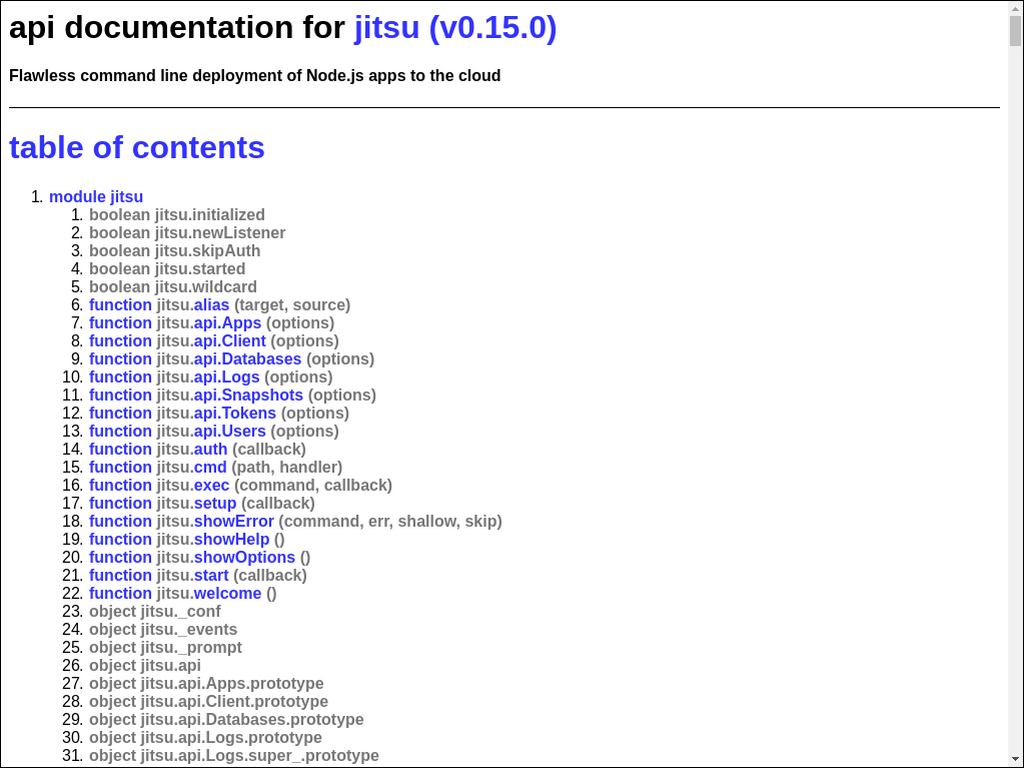 api documentation for jitsu (v0.15.0)
Flawless command line deployment of Node.js apps to the cloud
table of contents
1. module jitsu
1. boolean jitsu.initialized
2. boolean jitsu.newListener
3. boolean jitsu.skipAuth
4. boolean jitsu.started
5. boolean jitsu.wildcard
6. function jitsu.alias (target, source)
7. function jitsu.api.Apps (options)
8. function jitsu.api.Client (options)
9. function jitsu.api.Databases (options)
10. function jitsu.api.Logs (options)
11. function jitsu.api.Snapshots (options)
12. function jitsu.api.Tokens (options)
13. function jitsu.api.Users (options)
14. function jitsu.auth (callback)
15. function jitsu.cmd (path, handler)
16. function jitsu.exec (command, callback)
17. function jitsu.setup (callback)
18. function jitsu.showError (command, err, shallow, skip)
19. function jitsu.showHelp ()
20. function jitsu.showOptions ()
21. function jitsu.start (callback)
22. function jitsu.welcome ()
23. object jitsu._conf
24. object jitsu._events
25. object jitsu._prompt
26. object jitsu.api
27. object jitsu.api.Apps.prototype
28. object jitsu.api.Client.prototype
29. object jitsu.api.Databases.prototype
30. object jitsu.api.Logs.prototype
31. object jitsu.api.Logs.super_.prototype